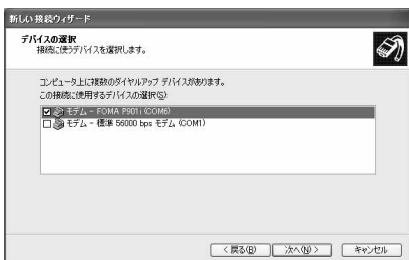 新しい接続ウィザード
デバイスの選択
接続に使うデバイスを選択します。
コンピュータ上に複数のダイヤルアップ デバイスがあります。
この接続に使用するデバイスの選択(S):
モデム - FOMA P901i (COM6)
モデム - 標準 56000 bps モデム (COM1)
< 戻る(B)
次へ(N) >
キャンセル